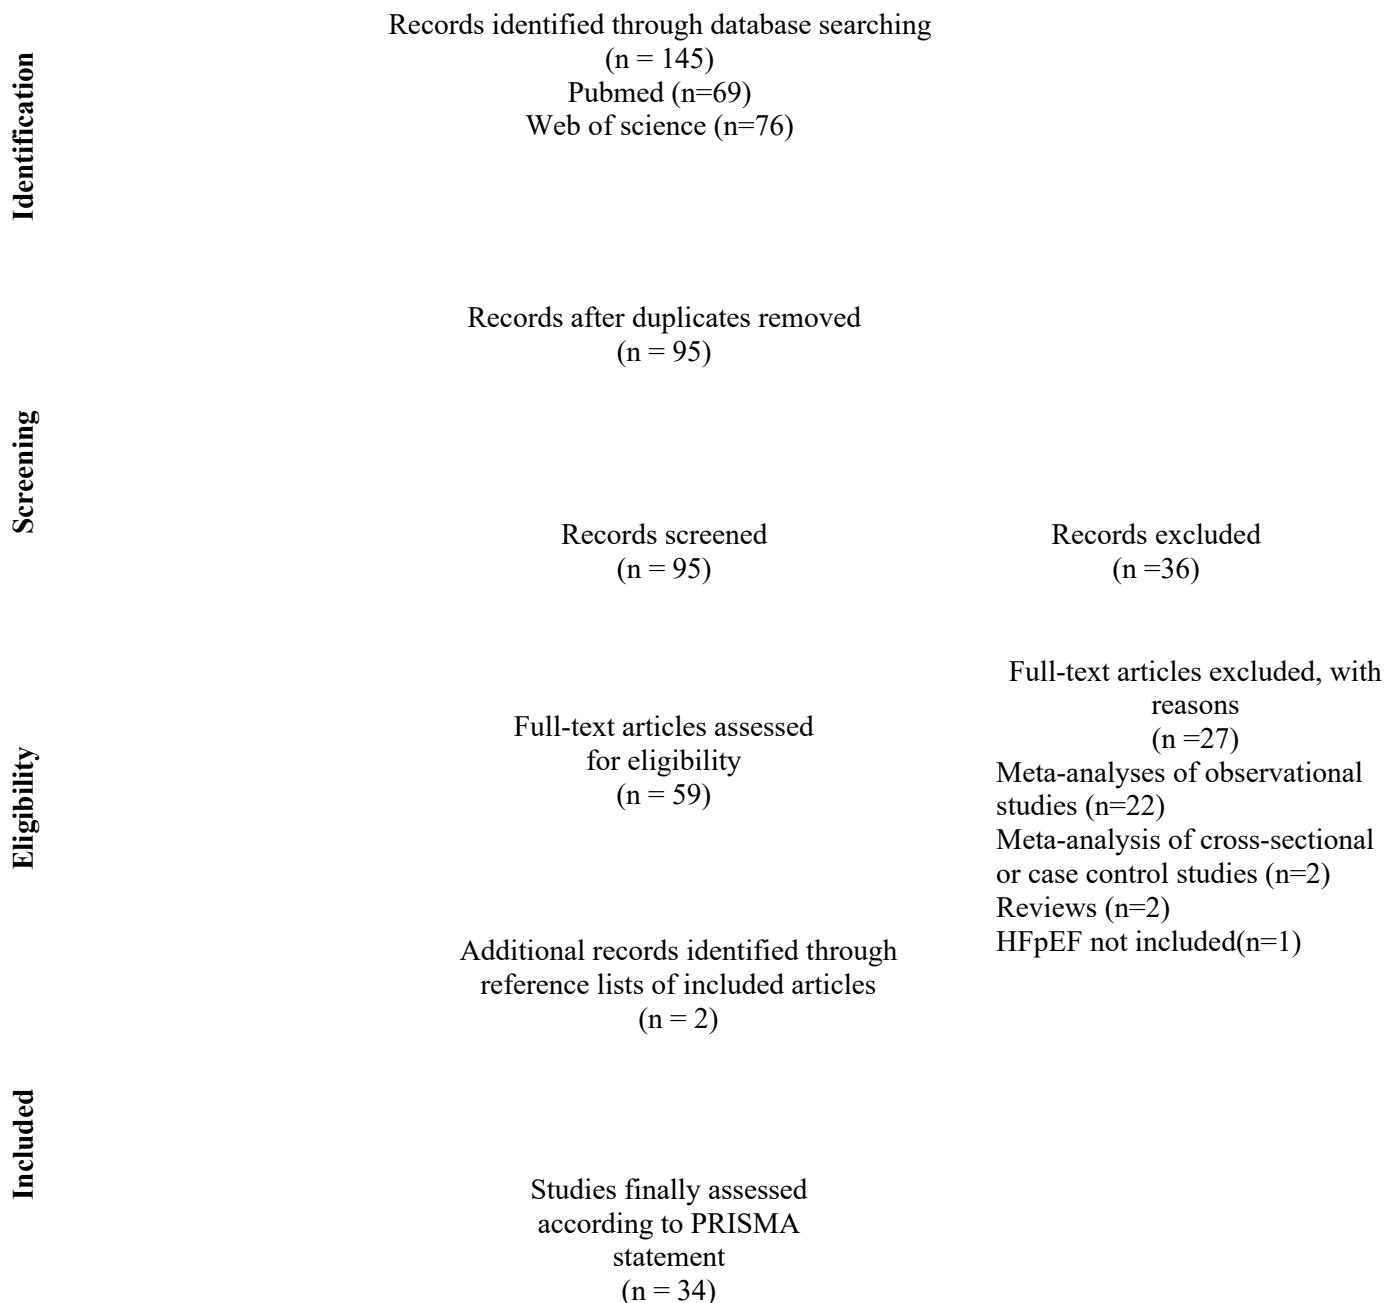 Identification
Records identified through database searching
(n = 145)
Pubmed (n=69)
Web of science (n=76)
Records after duplicates removed
(n = 95)
Screening
Records screened
(n = 95)
Records excluded
(n =36)
Eligibility
Full-text articles assessed
for eligibility
(n = 59)
Full-text articles excluded, with
reasons
(n =27)
Meta-analyses of observational
studies (n=22)
Meta-analysis of cross-sectional
or case control studies (n=2)
Reviews (n=2)
HFpEF not included(n=1)
Additional records identified through
reference lists of included articles
(n = 2)
Included
Studies finally assessed
according to PRISMA
statement
(n = 34)